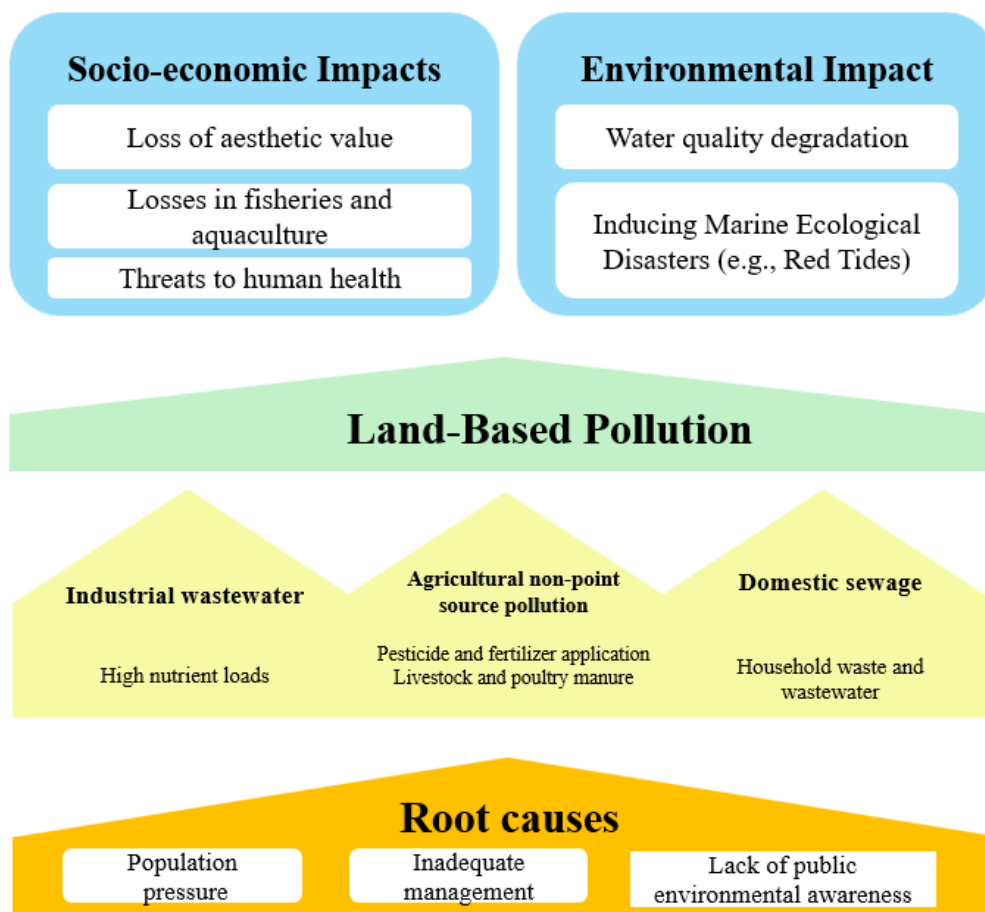 Socio-economic Impacts
Loss of aesthetic value
Losses in fisheries and
aquaculture
Threats to human health
Environmental Impact
Water quality degradation
Inducing Marine Ecological
Disasters (e.g., Red Tides)
Land-Based Pollution
Industrial wastewater
High nutrient loads
Agricultural non-point
source pollution
Pesticide and fertilizer application
Livestock and poultry manure
Domestic sewage
Household waste and
wastewater
Root causes
Population
pressure
Inadequate
management
Lack of public
environmental awareness